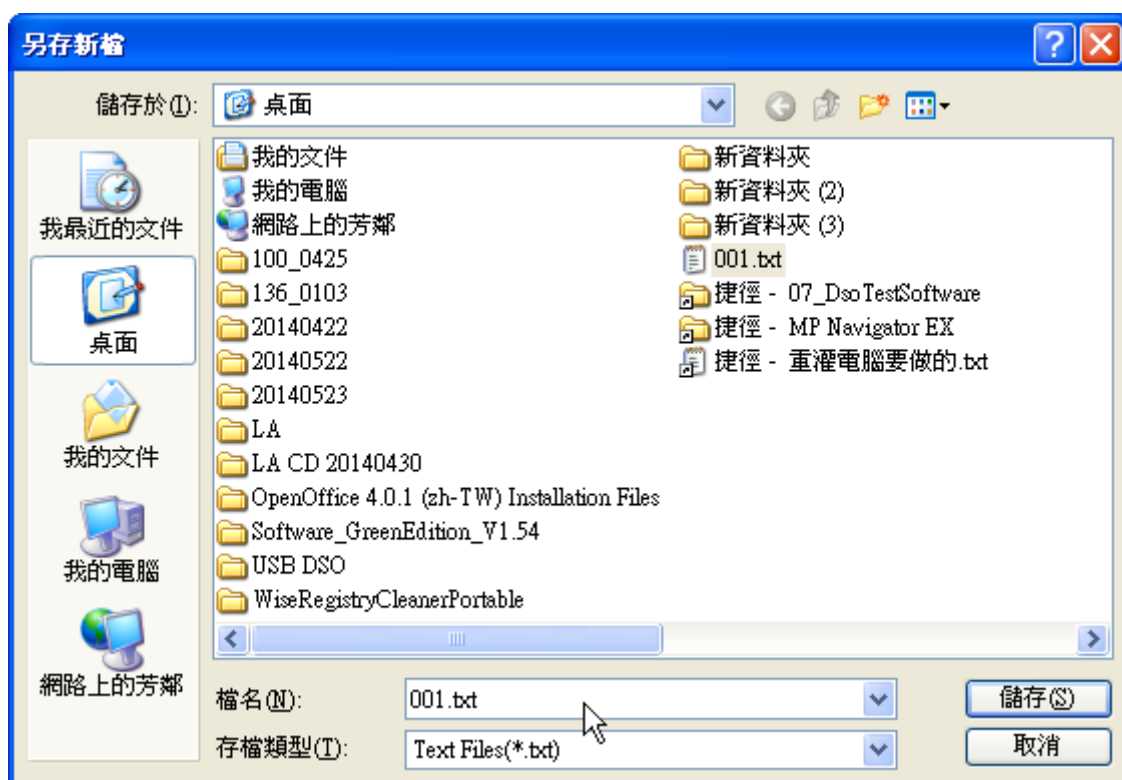 另存新檔
儲存於(I):
桌面
我最近的文件
桌面
我的文件
我的電腦
網路上的芳鄰
我的文件
我的電腦
網路上的芳鄰
100_0425
136_0103
20140422
20140522
20140523
LA
LA CD 20140430
OpenOffice 4.0.1 (zh-TW) Installation Files
Software_GreenEdition_V1.54
USB DSO
WiseRegistryCleanerPortable
新資料夾
新資料夾 (2)
新資料夾 (3)
001.txt
捷徑 - 07_DsoTestSoftware
捷徑 - MP Navigator EX
捷徑 - 重灌電腦要做的.txt
檔名(N):
001.txt
儲存(S)
存檔類型(T):
Text Files(*.txt)
取消